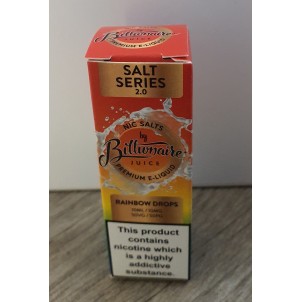 SALT
SERIES
2.0
NIC SALTS
by
Billionaire
JUICE
PREMIUM E-LIQUID
RAINBOW DROPS
This product
contains
nicotine which is
a highly
addictive
substance.